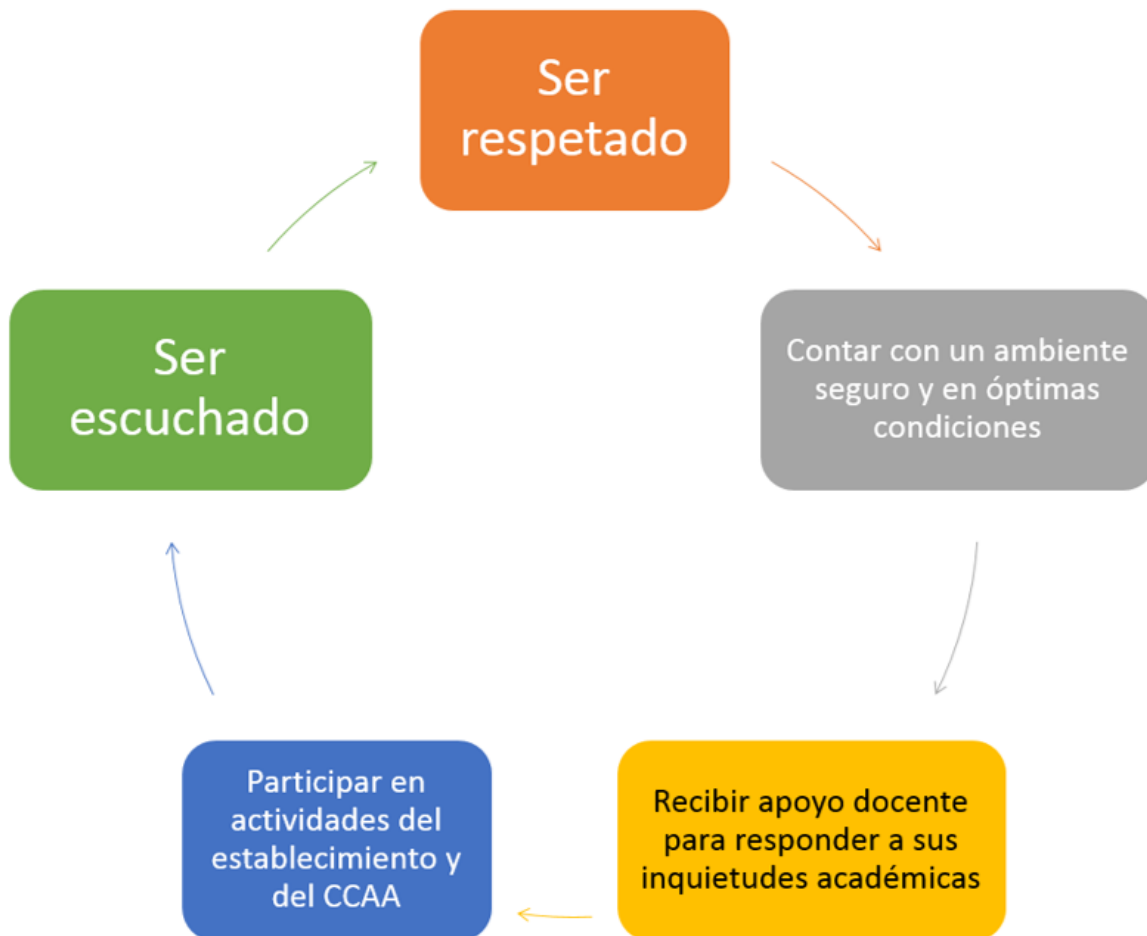 Ser
respetado
Contar con un ambiente
seguro y en óptimas
condiciones
Recibir apoyo docente
para responder a sus
inquietudes académicas
Participar en
actividades del
establecimiento y
del CCAA
Ser
escuchado